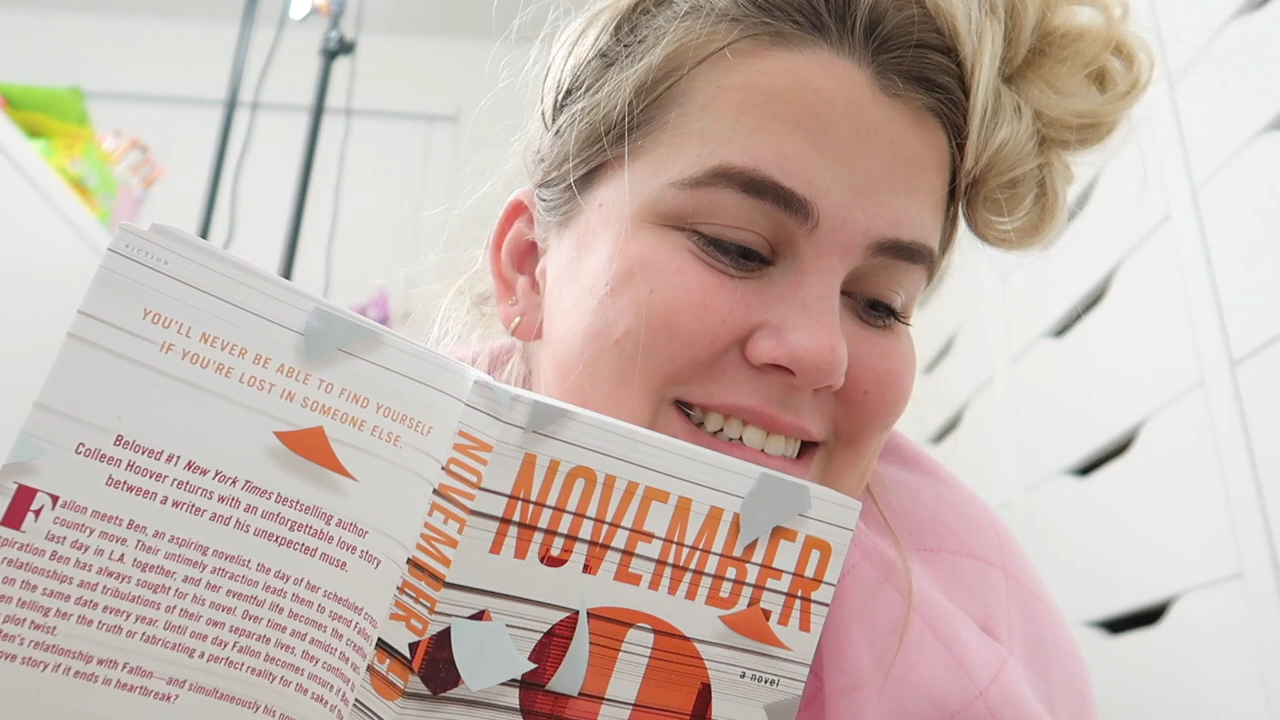 FICTION
YOU'LL NEVER BE ABLE TO FIND YOURSELF
IF YOU'RE LOST IN SOMEONE ELSE.
Beloved #1 New York Times bestselling author
Colleen Hoover returns with an unforgettable love story
between a writer and his unexpected muse.
Fallon meets Ben, an aspiring novelist, the day of her scheduled cross
country move. Their untimely attraction leads them to spend Fallon
last day in L.A. together, and her eventful life becomes the creative
spiration Ben has always sought for his novel. Over time and amidst the var
relationships and tribulations of their own separate lives, they continue to
on the same date every year. Until one day Fallon becomes unsure if Ben
en telling her the truth or fabricating a perfect reality for the sake of the
plot twist.
Ben's relationship with Fallon—and simultaneously his nov
ove story if it ends in heartbreak?
NOVEMBER
NOVEMBER
a novel